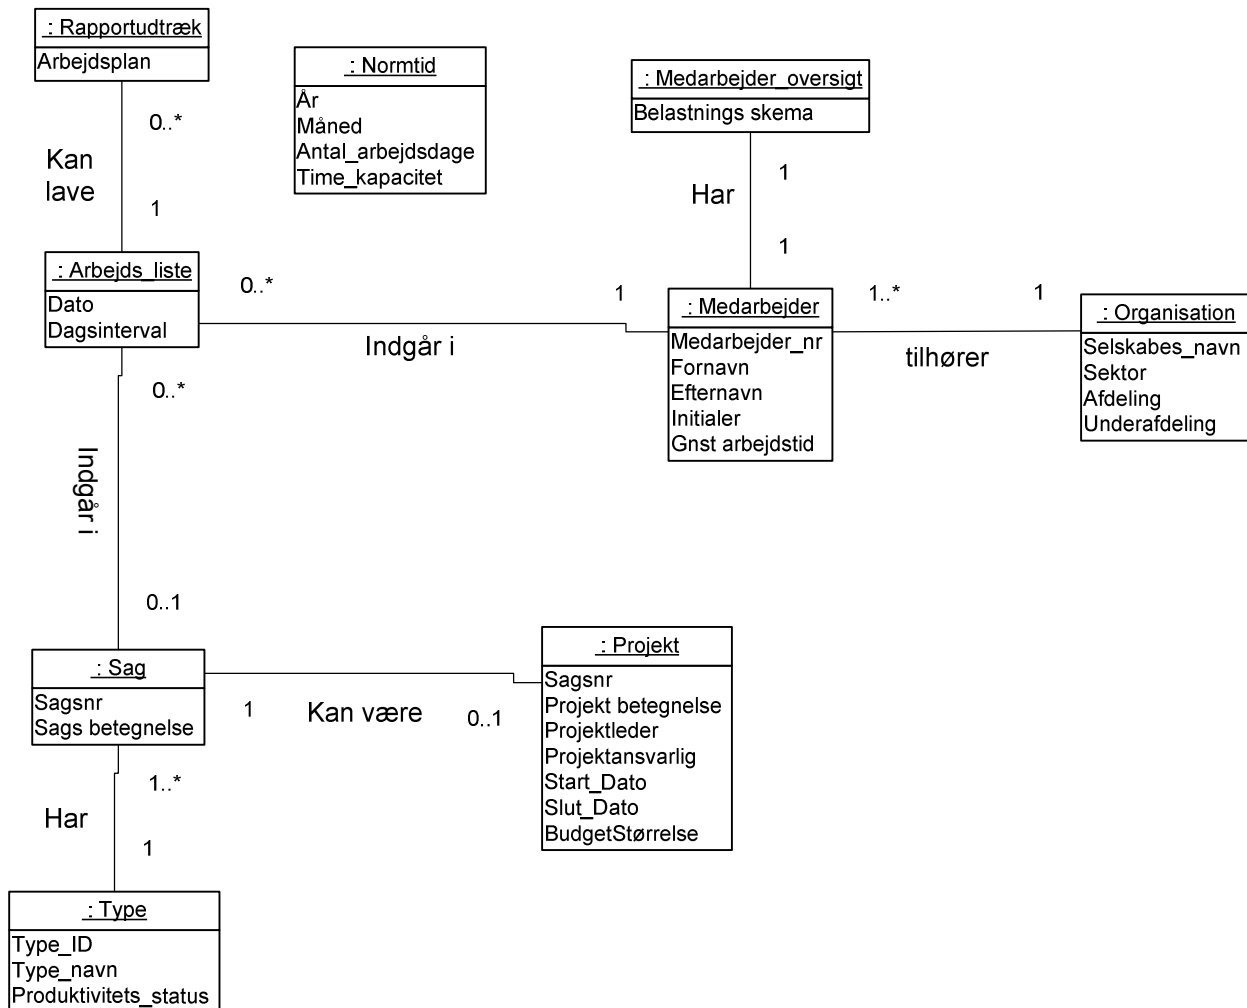 : Rapportudtræk
Arbejdsplan
: Normtid
År
Måned
Antal_arbejdsdage
Time_kapacitet
: Medarbejder_oversigt
Belastnings skema
0..*
Kan
lave
1
1
Har
1
: Arbejds_liste
Dato
Dagsinterval
0..*
1
Indgår i
: Medarbejder
Medarbejder_nr
Fornavn
Efternavn
Initialer
Gnst arbejdstid
1..*
1
tilhører
: Organisation
Selskabes_navn
Sektor
Afdeling
Underafdeling
0..*
Indgår i
0..1
: Sag
Sagsnr
Sags betegnelse
1
Kan være
0..1
: Projekt
Sagsnr
Projekt betegnelse
Projektleder
Projektansvarlig
Start_Dato
Slut_Dato
BudgetStørrelse
1..*
Har
1
: Type
Type_ID
Type_navn
Produktivitets_status